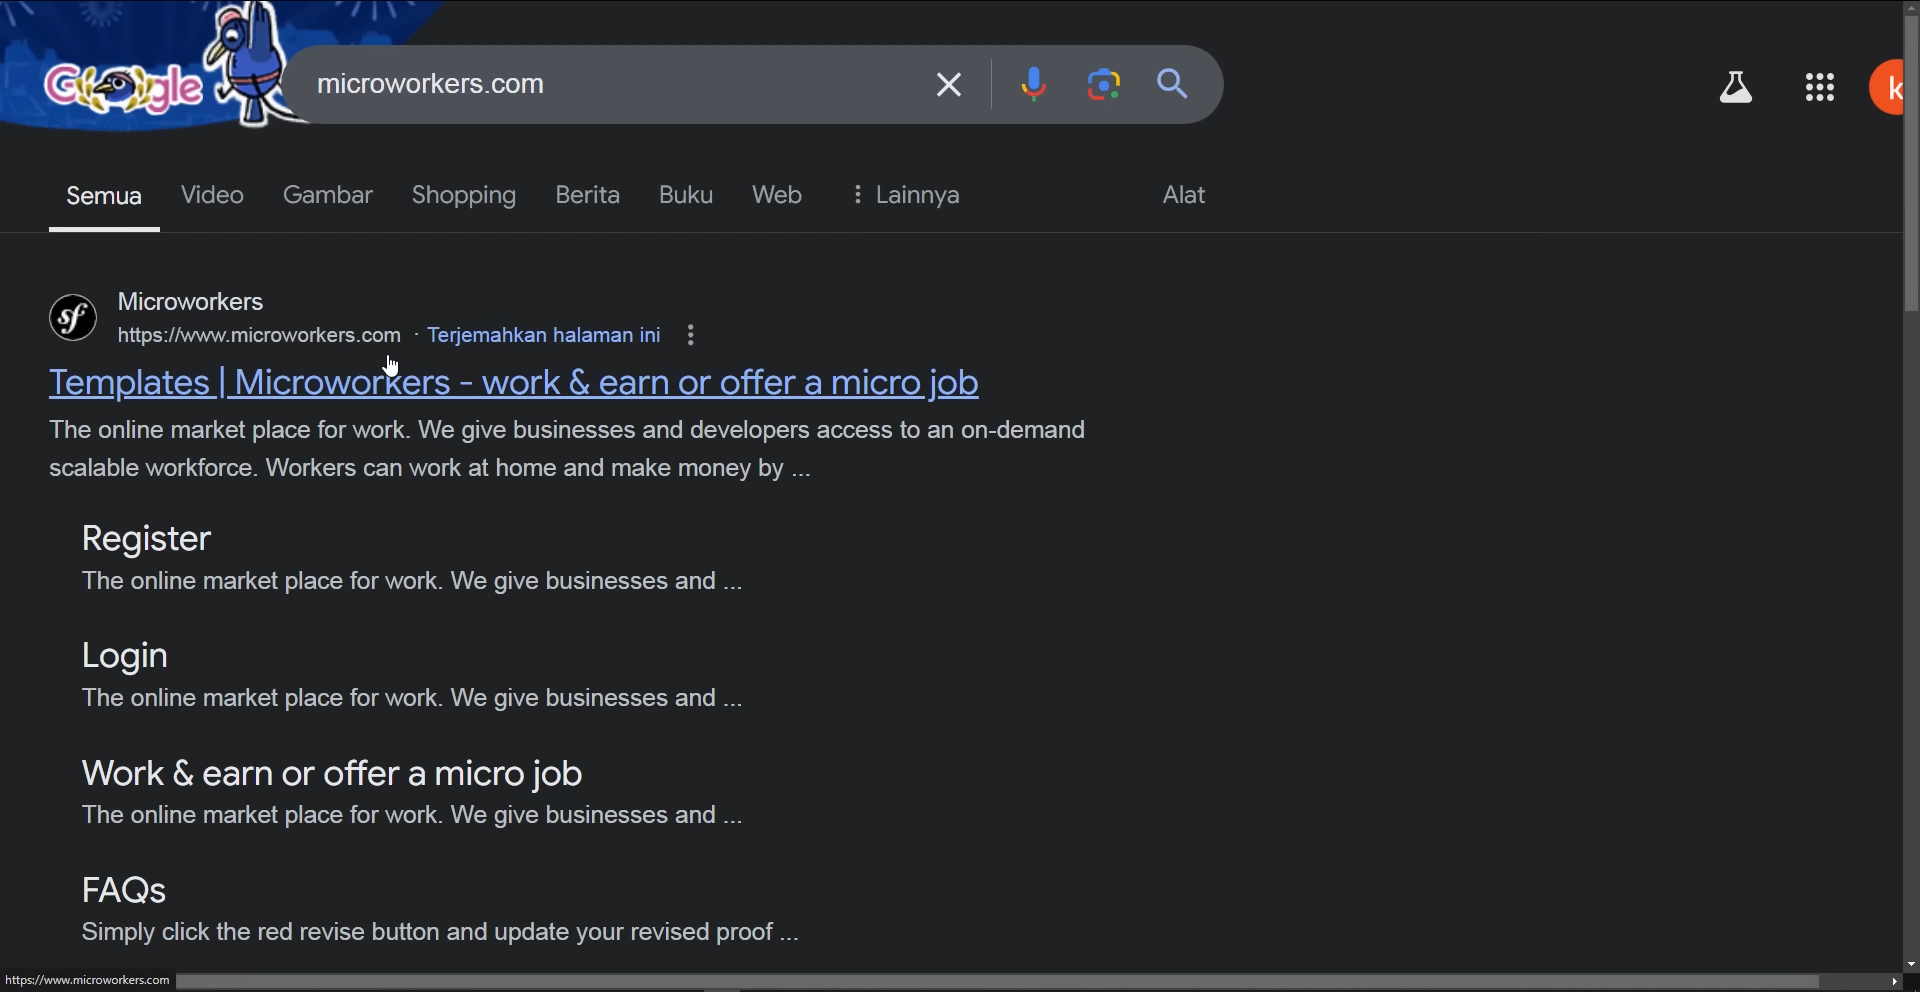 Google
microworkers.com
Semua Video Gambar Shopping Berita Buku Web Lainnya Alat
k
sf
Microworkers
https://www.microworkers.com · Terjemahkan halaman ini
Templates | Microworkers - work & earn or offer a micro job
The online market place for work. We give businesses and developers access to an on-demand
scalable workforce. Workers can work at home and make money by ...
Register
The online market place for work. We give businesses and ...
Login
The online market place for work. We give businesses and ...
Work & earn or offer a micro job
The online market place for work. We give businesses and ...
FAQs
Simply click the red revise button and update your revised proof ...
https://www.microworkers.com